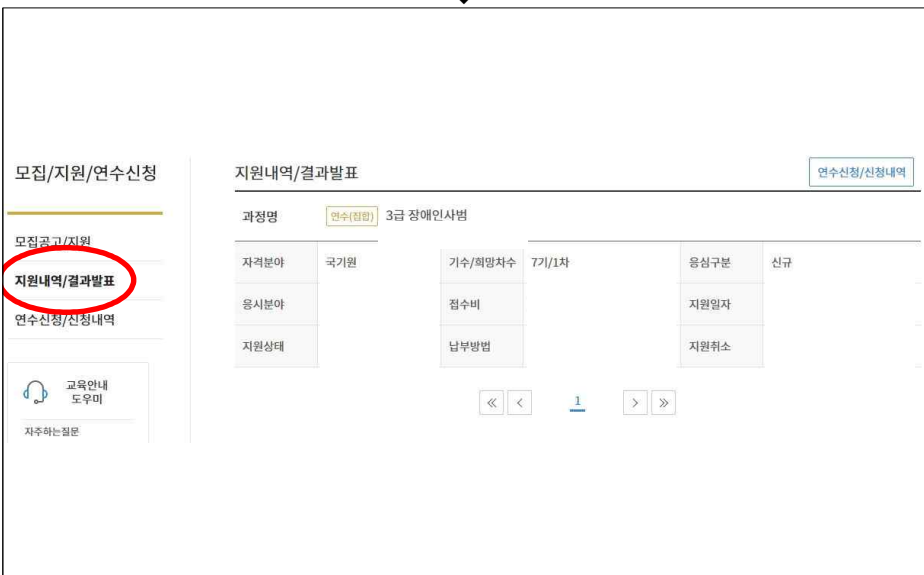 모집/지원/연수신청
모집공고/지원
지원내역/결과발표
연수신청/신청내역
교육안내
도우미
자주하는질문
지원내역/결과발표
연수신청/신청내역
과정명 연수(집합) 3급 장애인사범
자격분야 국기원 기수/희망차수 7기/1차 응심구분 신규
응시분야 접수비 지원일자
지원상태 납부방법 지원취소
« < 1 > »